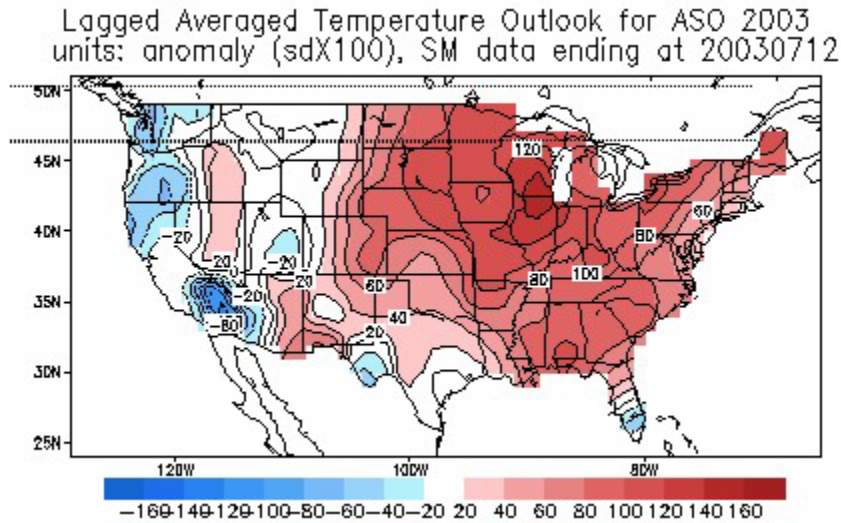 Lagged Averaged Temperature Outlook for ASO 2003
units: anomaly (sdX100), SM data ending at 20030712
50N
45N
40N
35N
30N
25N
120W 100W 80W
120
0
0
60
-20
80
-20
-20
20
60
80
100
-20
40
-80
20
-160 -140 -120 -100 -80 -60 -40 -20 20 40 60 80 100 120 140 160